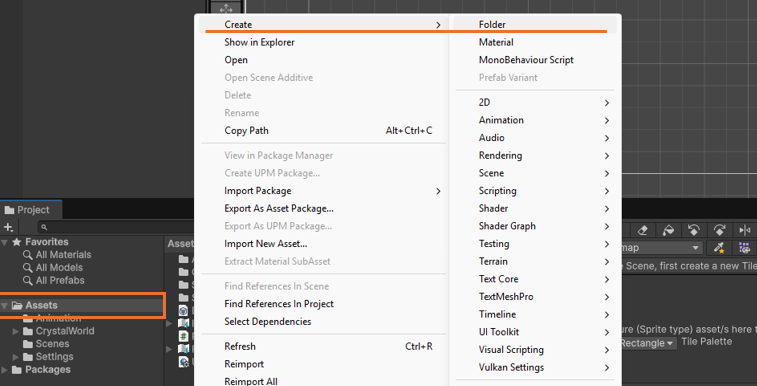 Create
Show in Explorer
Open
Open Scene Additive
Delete
Rename
Copy Path Alt+Ctrl+C
View in Package Manager
Create UPM Package...
Import Package
Export As Asset Package...
Export As UPM Package...
Import New Asset...
Extract Material SubAsset
Find References In Scene
Find References In Project
Select Dependencies
Refresh Ctrl+R
Reimport
Reimport All
Folder
Material
MonoBehaviour Script
Prefab Variant
2D
Animation
Audio
Rendering
Scene
Scripting
Shader
Shader Graph
Testing
Terrain
Text Core
TextMeshPro
Timeline
UI Toolkit
Visual Scripting
Vulkan Settings
Project
Favorites
All Materials
All Models
All Prefabs
Assets
Animation
CrystalWorld
Scenes
Settings
Packages
Asset
map
Scene, first create a new Tile
(Sprite type) asset/s here t
Rectangle Tile Palette